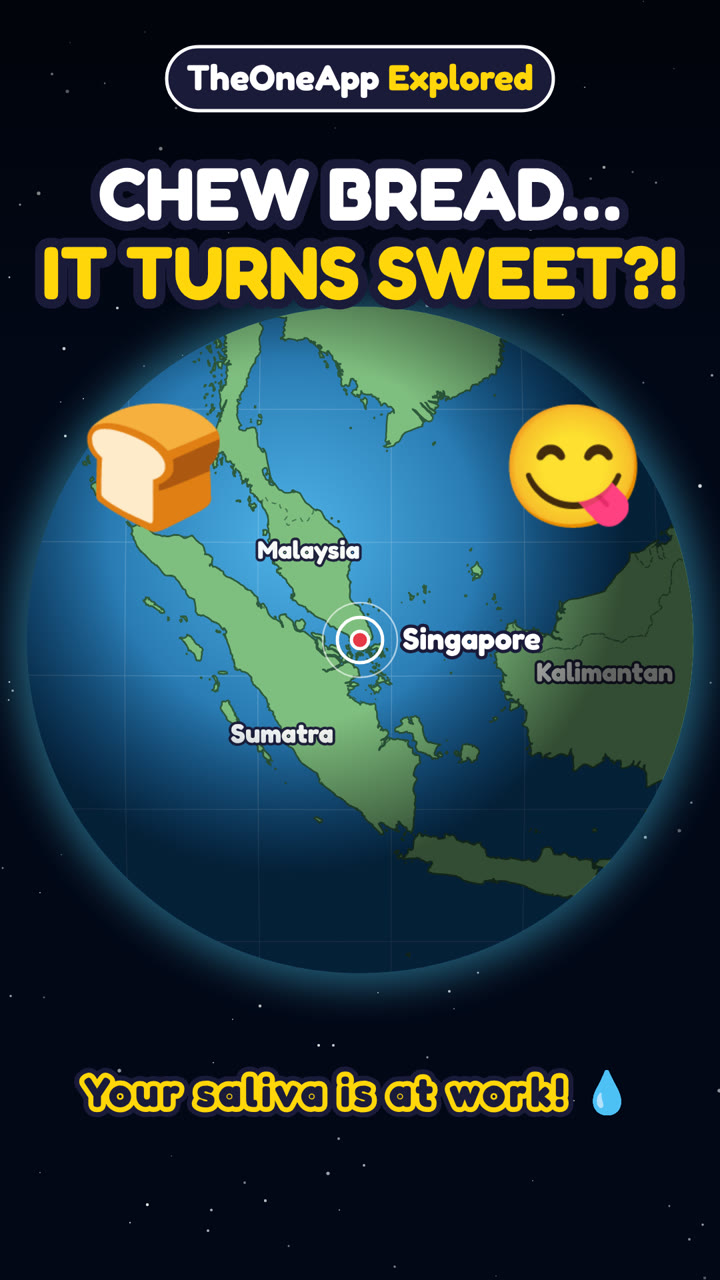 TheOneApp Explored
CHEW BREAD...
IT TURNS SWEET?!
Malaysia
Singapore
Kalimantan
Sumatra
Your saliva is at work! 💧